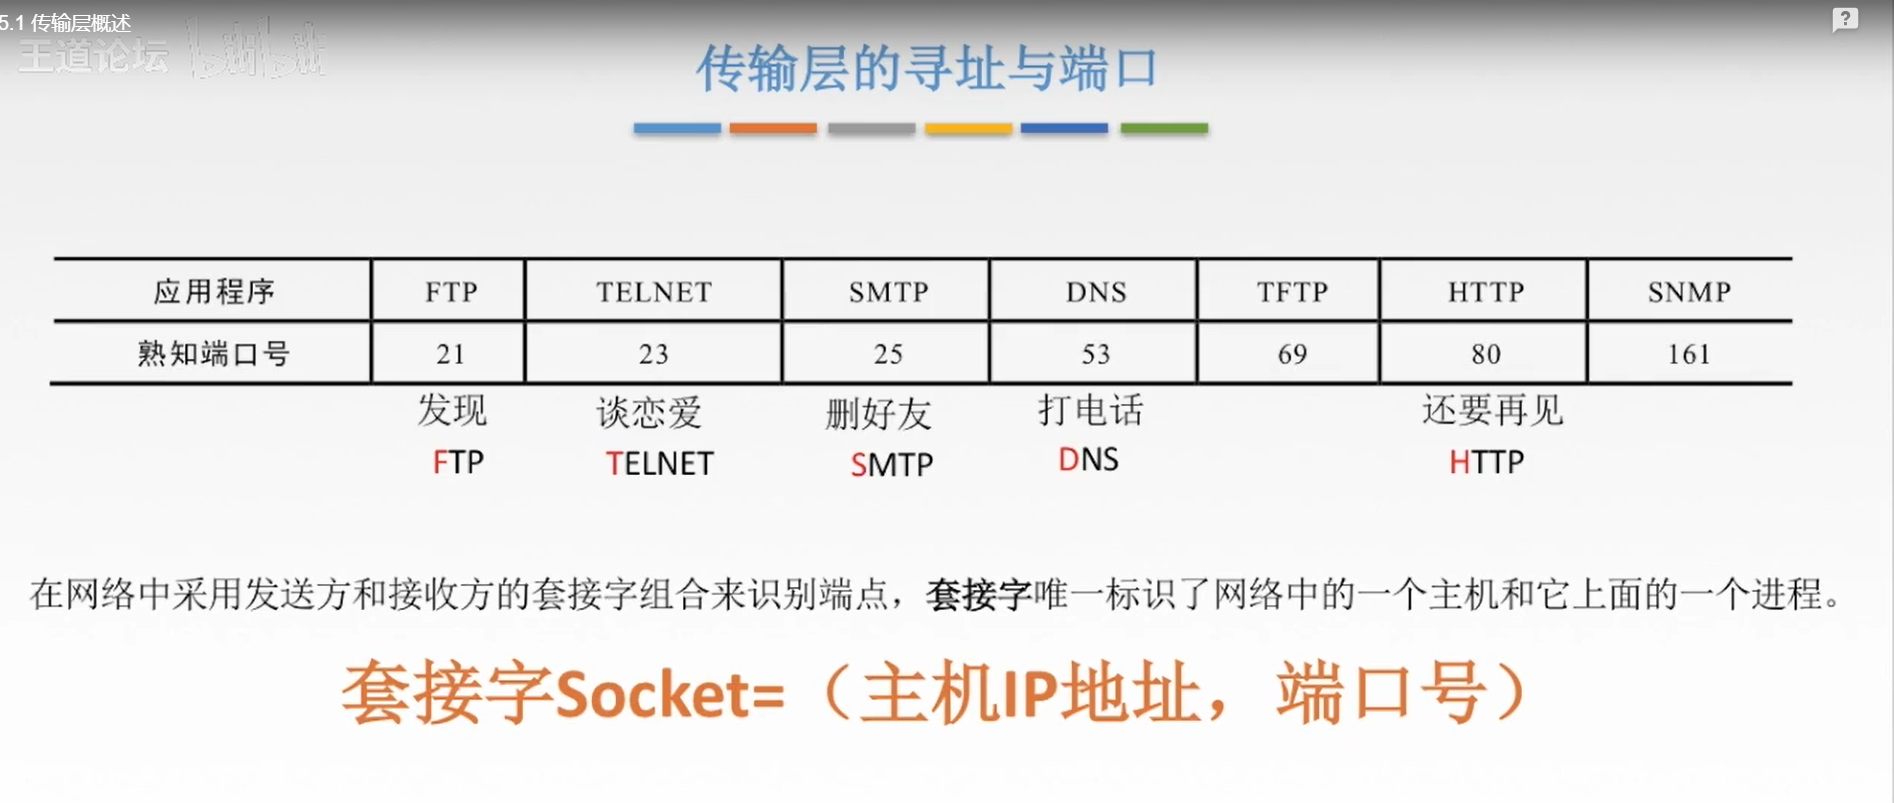 5.1 传输层概述
王道论坛 bilibili
传输层的寻址与端口
应用程序 FTP TELNET SMTP DNS TFTP HTTP SNMP
熟知端口号 21 23 25 53 69 80 161
发现 谈恋爱 删好友 打电话 还要再见
FTP TELNET SMTP DNS HTTP
在网络中采用发送方和接收方的套接字组合来识别端点，套接字唯一标识了网络中的一个主机和它上面的一个进程。
套接字Socket=（主机IP地址，端口号）